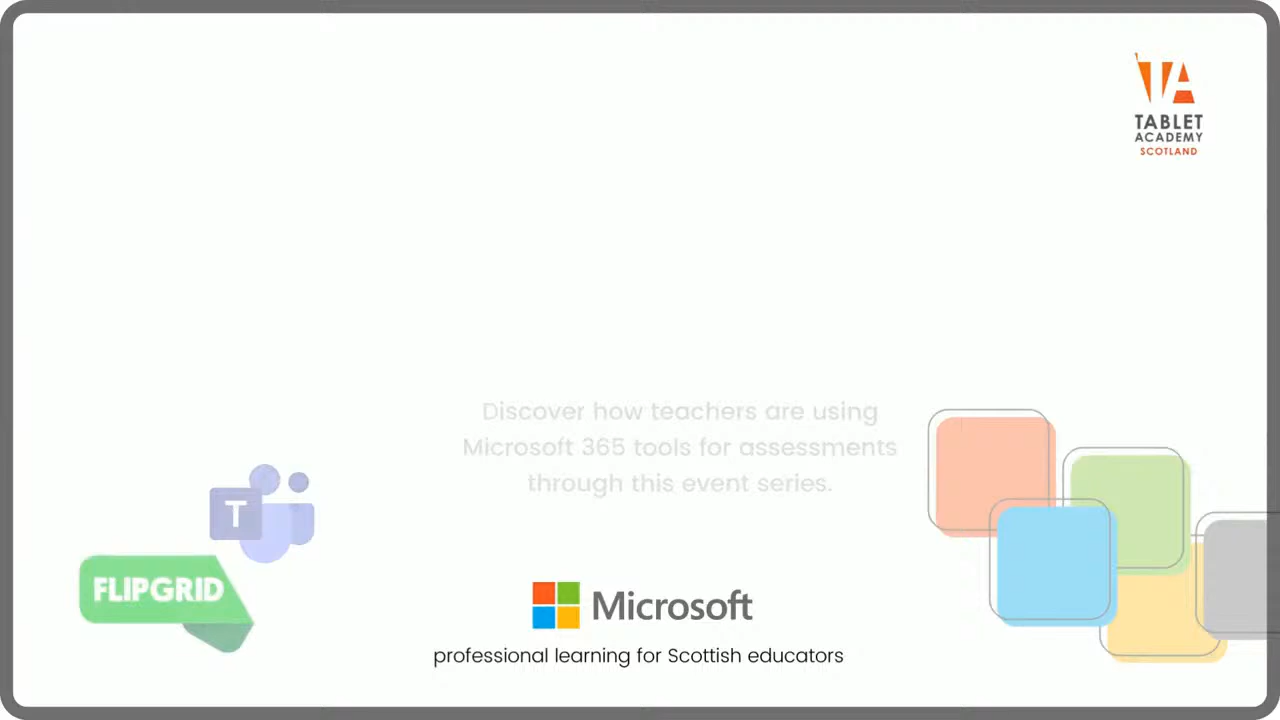 TABLET
ACADEMY
SCOTLAND
Discover how teachers are using
Microsoft 365 tools for assessments
through this event series.
T
FLIPGRID
Microsoft
professional learning for Scottish educators